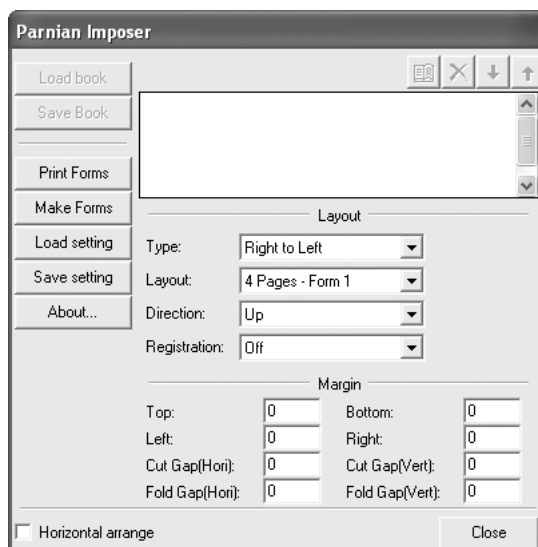 Parnian Imposer
Load book
Save Book
Print Forms
Make Forms
Load setting
Save setting
About...
Layout
Type: Right to Left
Layout: 4 Pages - Form 1
Direction: Up
Registration: Off
Margin
Top: 0 Bottom: 0
Left: 0 Right: 0
Cut Gap(Hori): 0 Cut Gap(Vert): 0
Fold Gap(Hori): 0 Fold Gap(Vert): 0
Horizontal arrange Close